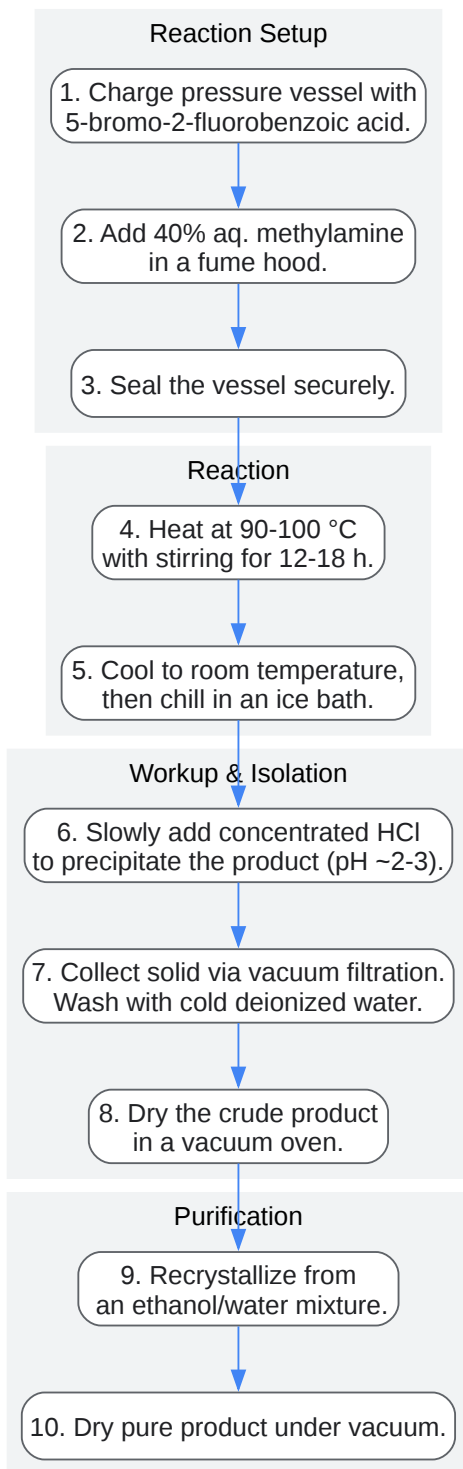 Reaction Setup
1. Charge pressure vessel with
5-bromo-2-fluorobenzoic acid.
2. Add 40% aq. methylamine
in a fume hood.
3. Seal the vessel securely.
Reaction
4. Heat at 90-100 °C
with stirring for 12-18 h.
5. Cool to room temperature,
then chill in an ice bath.
Workup & Isolation
6. Slowly add concentrated HCl
to precipitate the product (pH ~2-3).
7. Collect solid via vacuum filtration.
Wash with cold deionized water.
8. Dry the crude product
in a vacuum oven.
Purification
9. Recrystallize from
an ethanol/water mixture.
10. Dry pure product under vacuum.